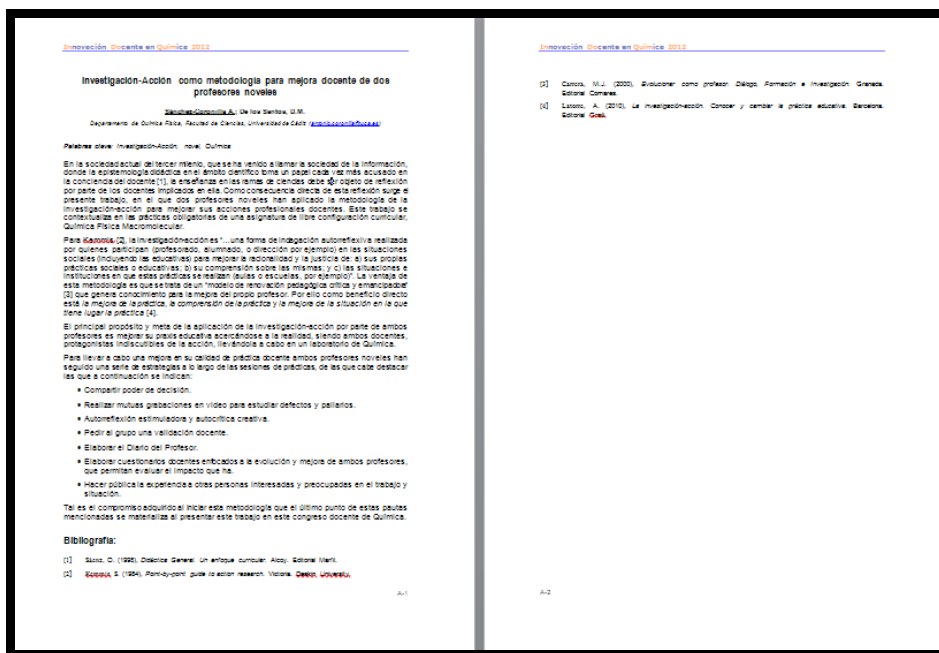 Innovación Docente en Química 2012
Investigación-Acción como metodología para mejora docente de dos
profesores noveles
Sánchez-Coronilla A.; De los Santos, D.M.
Departamento de Química Física, Facultad de Ciencias, Universidad de Cádiz (antonio.coronilla@uca.es)
Palabras clave: Investigación-Acción, novel, Química
En la sociedad actual del tercer milenio, que se ha venido a llamar la sociedad de la información,
donde la epistemología didáctica en el ámbito científico toma un papel cada vez más acusado en
la conciencia del docente [1], la enseñanza en las ramas de ciencias debe ser objeto de reflexión
por parte de los docentes implicados en ella. Como consecuencia directa de esta reflexión surge el
presente trabajo, en el que dos profesores noveles han aplicado la metodología de la
investigación-acción para mejorar sus acciones profesionales docentes. Este trabajo se
contextualiza en las prácticas obligatorias de una asignatura de libre configuración curricular,
Química Física Macromolecular.
Para Kemmis [2], la investigación-acción es "...una forma de indagación autorreflexiva realizada
por quienes participan (profesorado, alumnado, o dirección por ejemplo) en las situaciones
sociales (incluyendo las educativas) para mejorar la racionalidad y la justicia de: a) sus propias
prácticas sociales o educativas; b) su comprensión sobre las mismas; y c) las situaciones e
instituciones en que estas prácticas se realizan (aulas o escuelas, por ejemplo)". La ventaja de
esta metodología es que se trata de un "modelo de renovación pedagógica crítica y emancipadora"
[3] que genera conocimiento para la mejora del propio profesor. Por ello como beneficio directo
está la mejora de la práctica, la comprensión de la práctica y la mejora de la situación en la que
tiene lugar la práctica [4].
El principal propósito y meta de la aplicación de la investigación-acción por parte de ambos
profesores es mejorar su praxis educativa acercándose a la realidad, siendo ambos docentes,
protagonistas indiscutibles de la acción, llevándola a cabo en un laboratorio de Química.
Para llevar a cabo una mejora en su calidad de práctica docente ambos profesores noveles han
seguido una serie de estrategias a lo largo de las sesiones de prácticas, de las que cabe destacar
las que a continuación se indican:
• Compartir poder de decisión.
• Realizar mutuas grabaciones en video para estudiar defectos y paliarlos.
• Autorreflexión estimuladora y autocrítica creativa.
• Pedir al grupo una validación docente.
• Elaborar el Diario del Profesor.
• Elaborar cuestionarios docentes enfocados a la evolución y mejora de ambos profesores,
que permitan evaluar el impacto que ha.
• Hacer pública la experiencia a otras personas interesadas y preocupadas en el trabajo y
situación.
Tal es el compromiso adquirido al iniciar esta metodología que el último punto de estas pautas
mencionadas se materializa al presentar este trabajo en este congreso docente de Química.
Bibliografía:
[1] Sáenz, O. (1998), Didáctica General. Un enfoque curricular. Alcoy. Editorial Marfil.
[2] Kemmis, S. (1984), Point-by-point guide to action research. Victoria. Deakin University.
A-1
Innovación Docente en Química 2012
[3] Carrera, M.J. (2000), Evolucionar como profesor. Diálogo, Formación e Investigación. Granada.
Editorial Comares.
[4] Latorre, A. (2010), La investigación-acción. Conocer y cambiar la práctica educativa. Barcelona.
Editorial Graó.
A-2